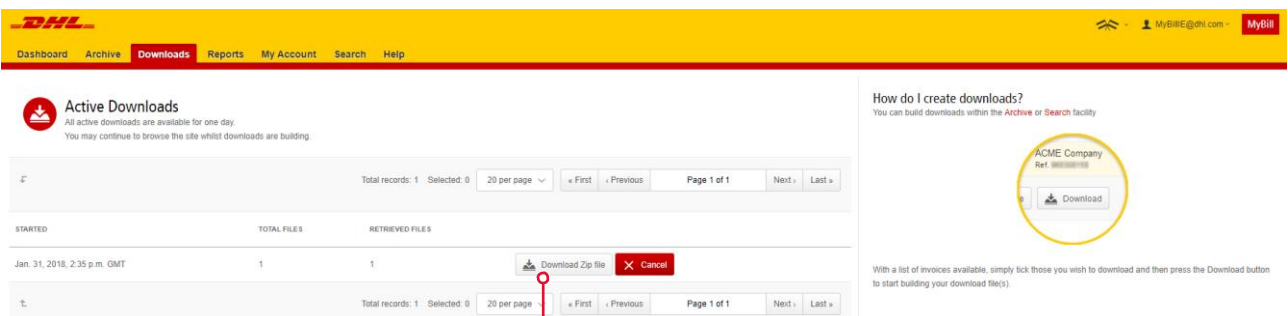 DHL
MyBillE@dhl.com
MyBill
Dashboard Archive Downloads Reports My Account Search Help
Active Downloads
All active downloads are available for one day.
You may continue to browse the site whilst downloads are building.
Total records: 1 Selected: 0 20 per page « First ‹ Previous Page 1 of 1 Next › Last »
STARTED TOTAL FILES RETRIEVED FILES
Jan. 31, 2018, 2:35 p.m. GMT 1 1 Download Zip file Cancel
Total records: 1 Selected: 0 20 per page « First ‹ Previous Page 1 of 1 Next › Last »
How do I create downloads?
You can build downloads within the Archive or Search facility
ACME Company
Ref.
Download
With a list of invoices available, simply tick those you wish to download and then press the Download button
to start building your download file(s).